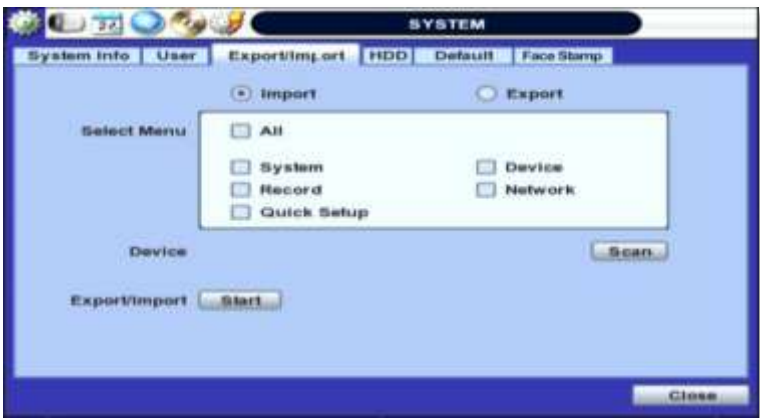 SYSTEM
System Info User Export/Import HDD Default Face Stamp
Import Export
Select Menu All
System Device
Record Network
Quick Setup
Device Scan
Export/Import Start
Close